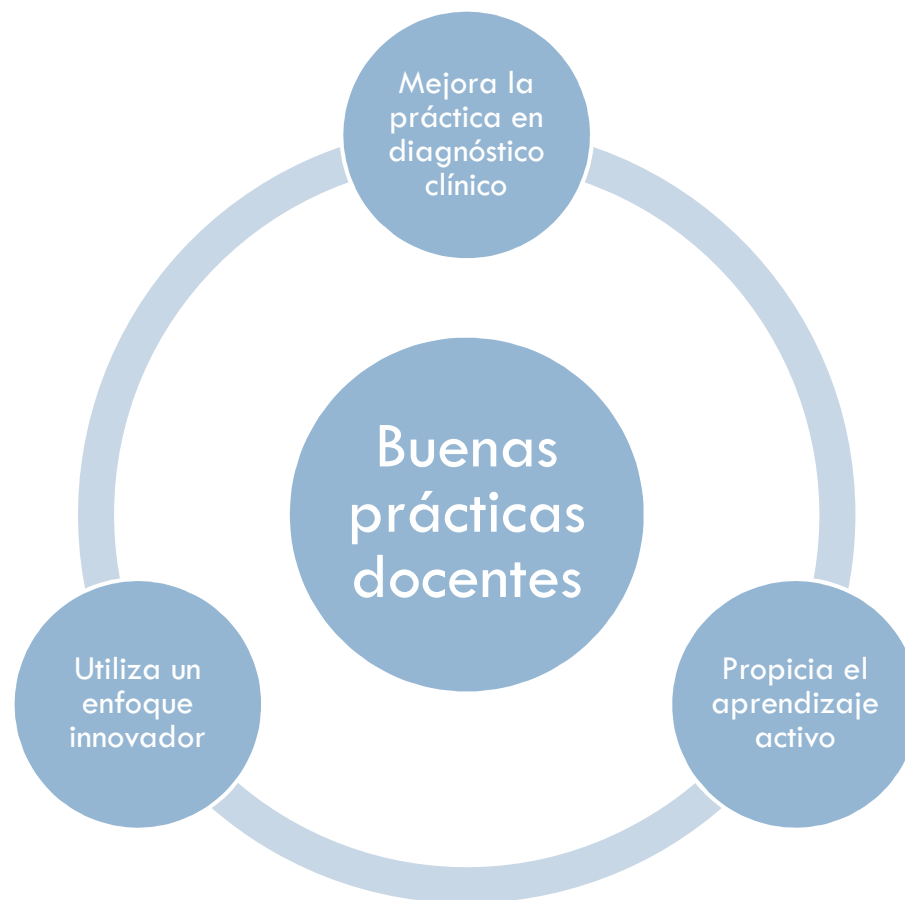 Mejora la
práctica en
diagnóstico
clínico
Buenas
prácticas
docentes
Utiliza un
enfoque
innovador
Propicia el
aprendizaje
activo